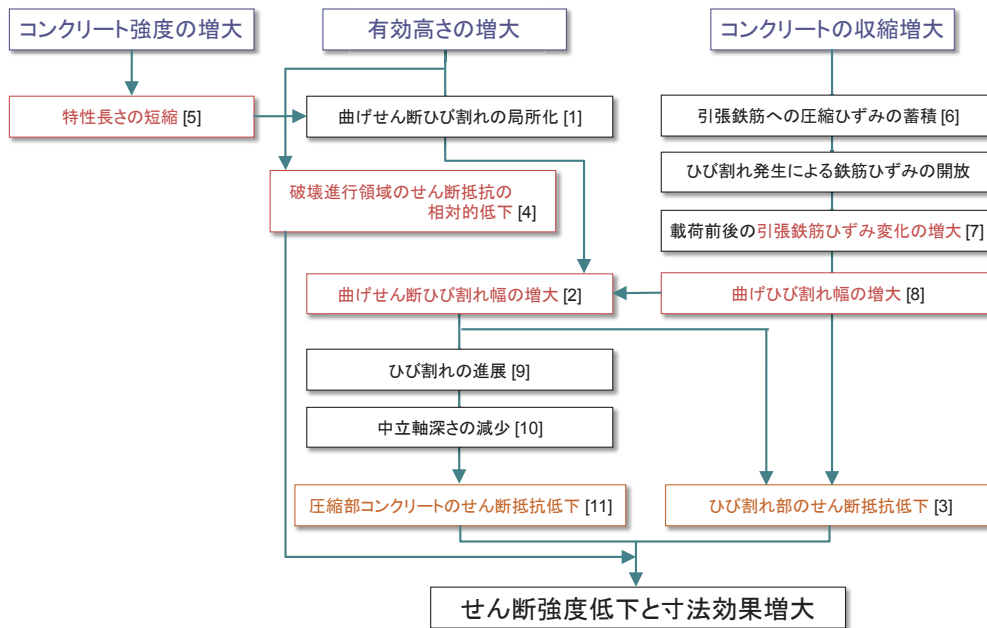 コンクリート強度の増大
有効高さの増大
コンクリートの収縮増大
特性長さの短縮 [5]
曲げせん断ひび割れの局所化 [1]
引張鉄筋への圧縮ひずみの蓄積 [6]
ひび割れ発生による鉄筋ひずみの開放
破壊進行領域のせん断抵抗の
相対的低下 [4]
載荷前後の引張鉄筋ひずみ変化の増大 [7]
曲げせん断ひび割れ幅の増大 [2]
曲げひび割れ幅の増大 [8]
ひび割れの進展 [9]
中立軸深さの減少 [10]
圧縮部コンクリートのせん断抵抗低下 [11]
ひび割れ部のせん断抵抗低下 [3]
せん断強度低下と寸法効果増大